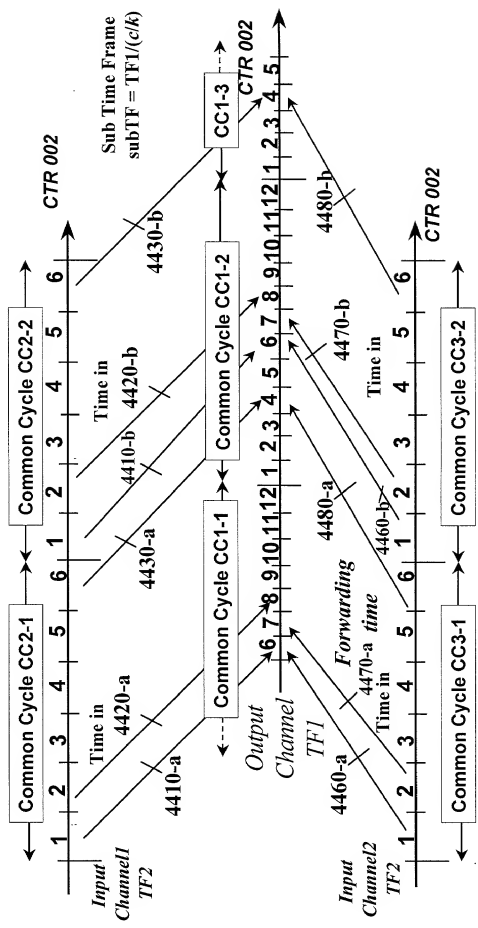 Common Cycle CC2-1
Common Cycle CC2-2
CTR 002
1 2 3 4 5 6 1 2 3 4 5 6
Input
Channel1
TF2
Time in
Time in
Sub Time Frame
subTF = TF1/(c/k)
4410-a
4420-a
4430-a
4410-b
4420-b
4430-b
Common Cycle CC1-1
Common Cycle CC1-2
CC1-3
CTR 002
6 7 8 9 10 11 12 1 2 3 4 5 6 7 8 9 10 11 12 1 2 3 4 5
Output
Channel
TF1
Forwarding
time
4460-a
4470-a
4480-a
4460-b
4470-b
4480-b
Time in
Time in
CTR 002
1 2 3 4 5 6 1 2 3 4 5 6
Input
Channel2
TF2
Common Cycle CC3-1
Common Cycle CC3-2